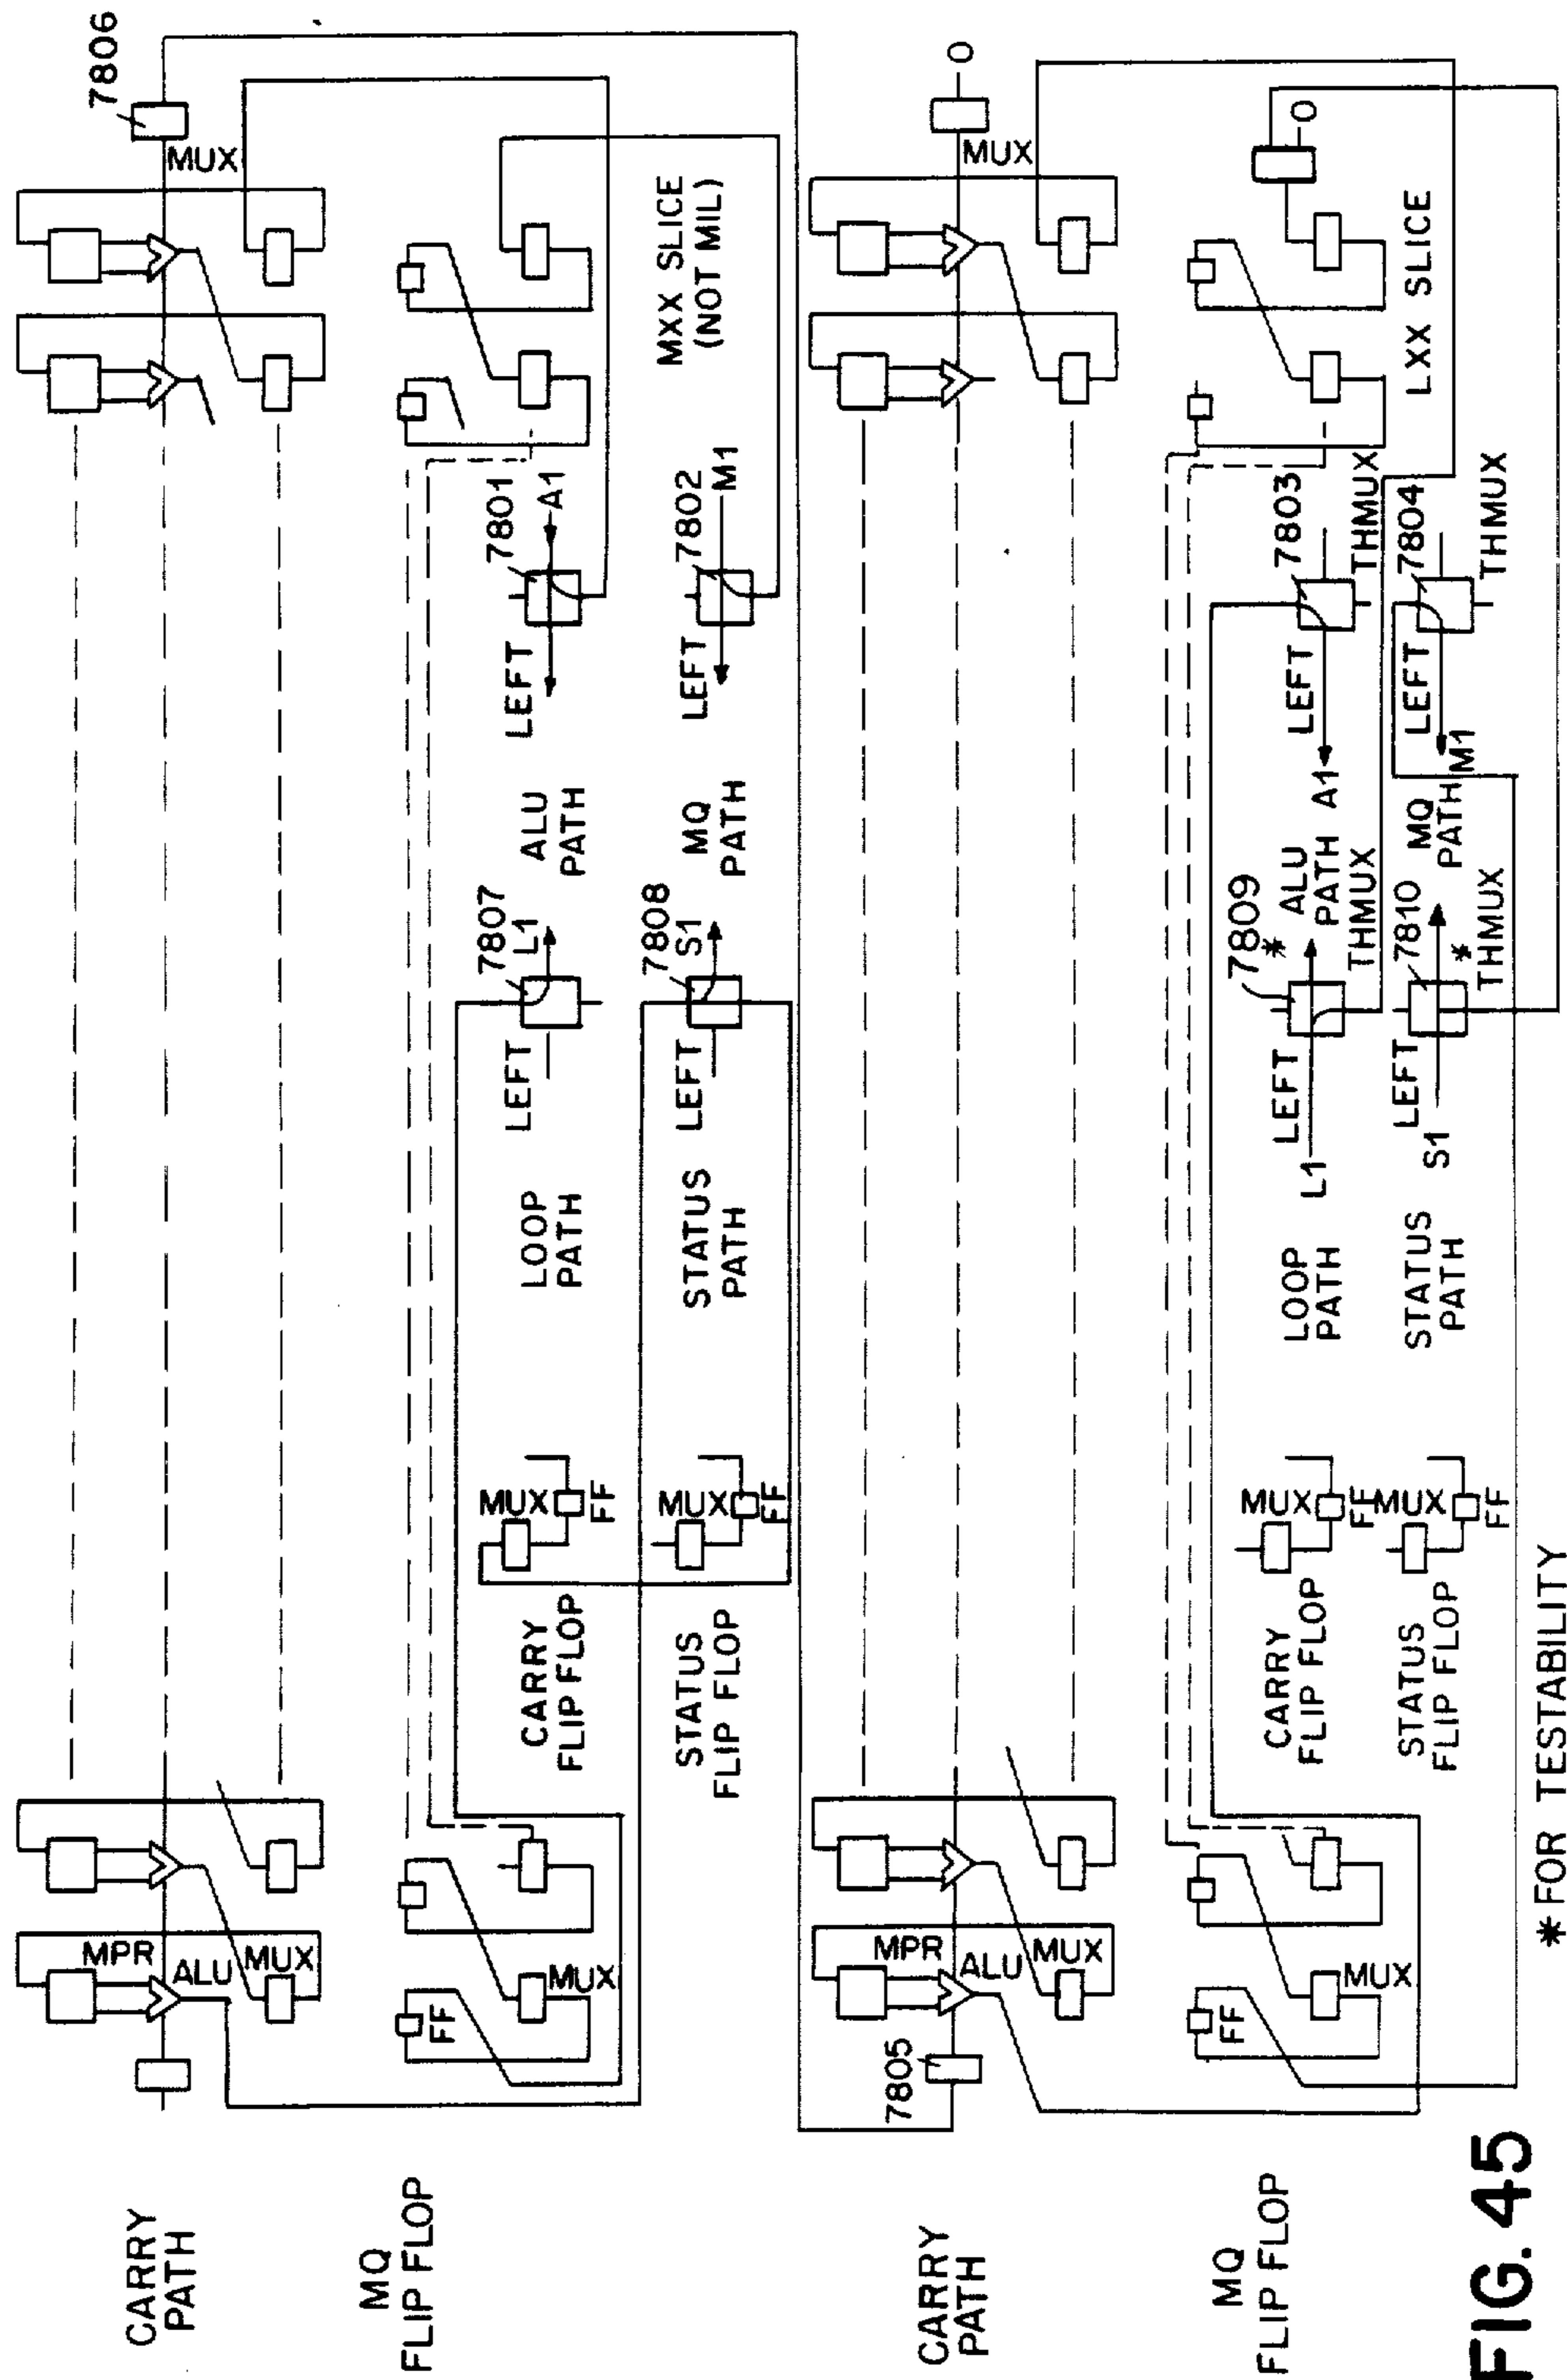 CARRY
PATH
MPR
ALU
MUX
MUX
7806
MQ
FLIP FLOP
FF
MUX
CARRY
FLIP FLOP
MUX
FF
LOOP
PATH
LEFT
7807
L1
ALU
PATH
LEFT
7801
A1
STATUS
FLIP FLOP
MUX
FF
STATUS
PATH
LEFT
7808
S1
MQ
PATH
LEFT
7802
M1
MXX SLICE
(NOT MIL)
CARRY
PATH
7805
MPR
ALU
MUX
MUX
0
MQ
FLIP FLOP
FF
MUX
CARRY
FLIP FLOP
MUX
FF
LOOP
PATH
L1
LEFT
7809
*
THMUX
ALU
PATH
A1
LEFT
7803
THMUX
0
STATUS
FLIP FLOP
MUX
FF
STATUS
PATH
S1
LEFT
7810
*
THMUX
MQ
PATH
M1
LEFT
7804
THMUX
LXX SLICE
FIG. 45
* FOR TESTABILITY